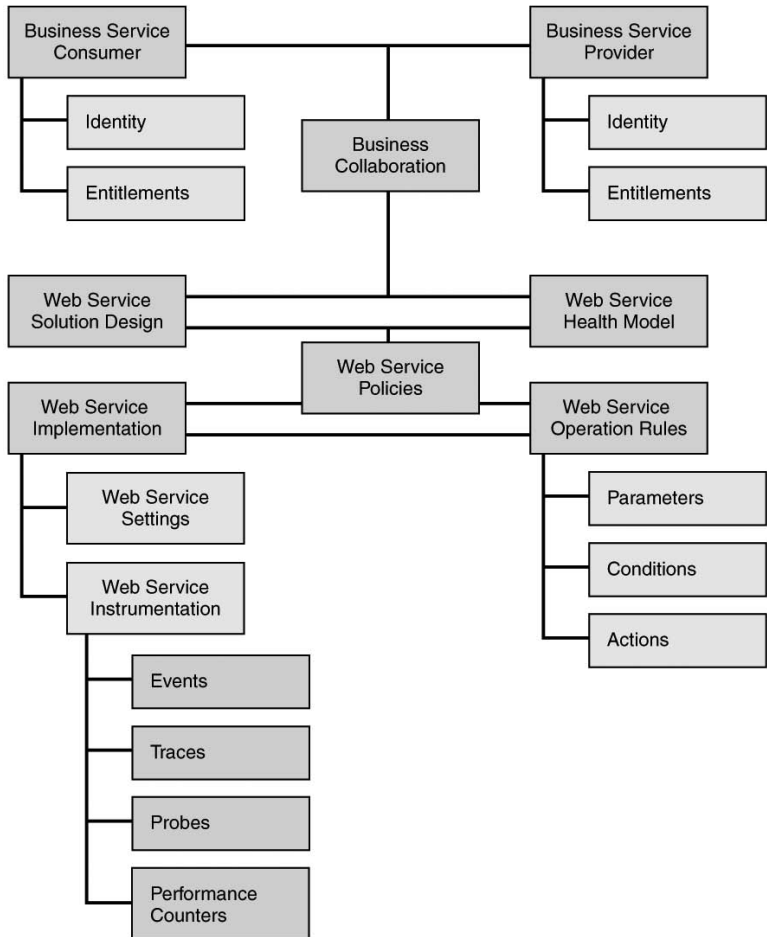 Business Service
Consumer
Business Service
Provider
Identity
Identity
Business
Collaboration
Entitlements
Entitlements
Web Service
Solution Design
Web Service
Health Model
Web Service
Policies
Web Service
Implementation
Web Service
Operation Rules
Web Service
Settings
Parameters
Web Service
Instrumentation
Conditions
Actions
Events
Traces
Probes
Performance
Counters